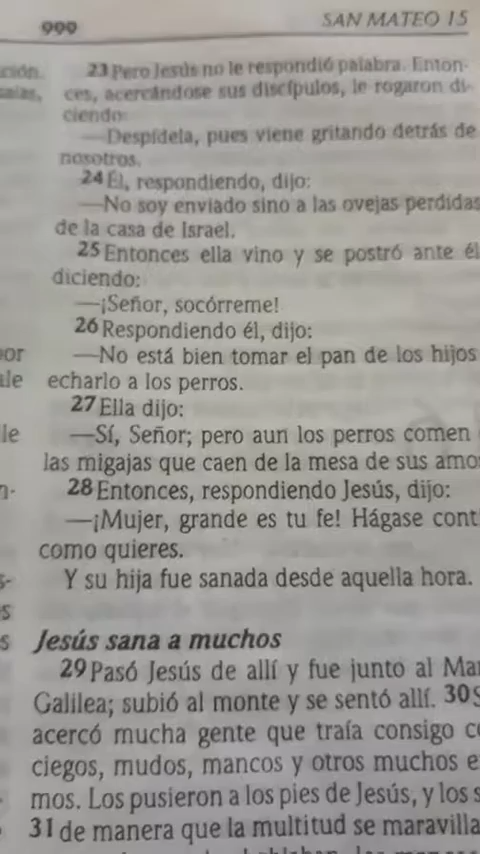 999
SAN MATEO 15
ción.
23 Pero Jesús no le respondió palabra. Enton-
ces, acercándose sus discípulos, le rogaron di-
ciendo:
—Despídela, pues viene gritando detrás de
nosotros.
24 Él, respondiendo, dijo:
—No soy enviado sino a las ovejas perdidas
de la casa de Israel.
25 Entonces ella vino y se postró ante él
diciendo:
—¡Señor, socórreme!
26 Respondiendo él, dijo:
—No está bien tomar el pan de los hijos
echarlo a los perros.
27 Ella dijo:
—Sí, Señor; pero aun los perros comen
las migajas que caen de la mesa de sus amo
28 Entonces, respondiendo Jesús, dijo:
—¡Mujer, grande es tu fe! Hágase cont
como quieres.
Y su hija fue sanada desde aquella hora.
Jesús sana a muchos
29 Pasó Jesús de allí y fue junto al Ma
Galilea; subió al monte y se sentó allí. 30 S
acercó mucha gente que traía consigo c
ciegos, mudos, mancos y otros muchos e
mos. Los pusieron a los pies de Jesús, y los s
31 de manera que la multitud se maravilla